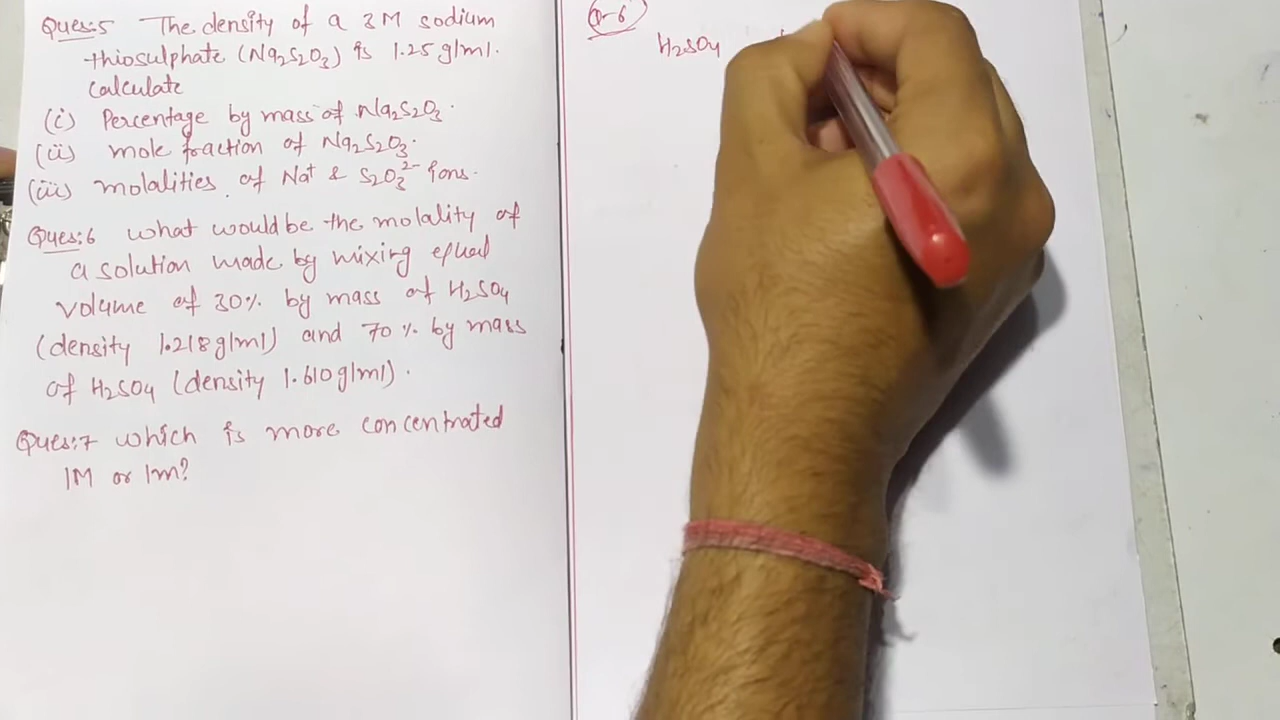 Ques:5 The density of a 3M sodium
thiosulphate (Na2S2O3) is 1.25 g/ml.
Calculate
(i) Percentage by mass of Na2S2O3.
(ii) mole fraction of Na2S2O3.
(iii) molalities of Na+ & S2O3 2- ions.
Ques:6 what would be the molality of
a solution made by mixing equal
volume of 30% by mass of H2SO4
(density 1.218 g/ml) and 70% by mass
of H2SO4 (density 1.610 g/ml).
Ques:7 which is more concentrated
1M or 1m?
Q-6
H2SO4